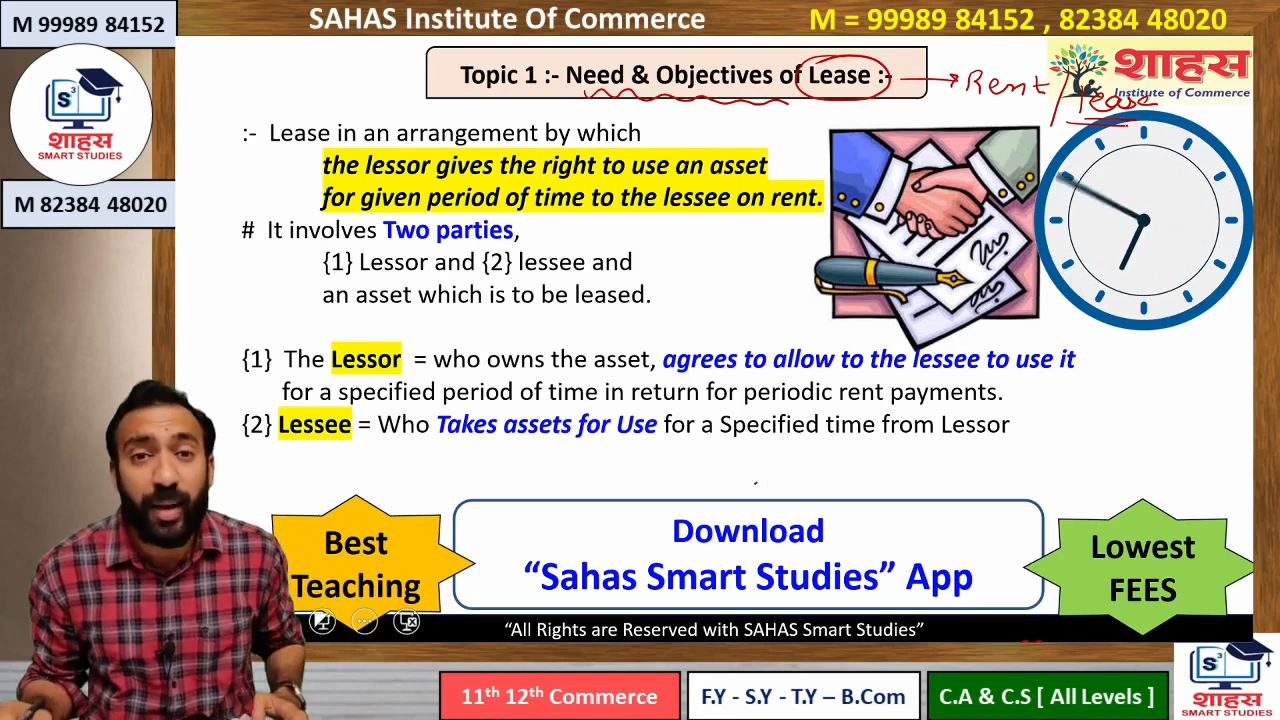 M 99989 84152
SAHAS Institute Of Commerce
M = 99989 84152 , 82384 48020
S³
शाहस
SMART STUDIES
M 82384 48020
Topic 1 :- Need & Objectives of Lease :-
Rent / lease
शाहस
Institute of Commerce
:- Lease in an arrangement by which
the lessor gives the right to use an asset
for given period of time to the lessee on rent.
# It involves Two parties,
{1} Lessor and {2} lessee and
an asset which is to be leased.
{1} The Lessor = who owns the asset, agrees to allow to the lessee to use it
for a specified period of time in return for periodic rent payments.
{2} Lessee = Who Takes assets for Use for a Specified time from Lessor
Best
Teaching
Download
“Sahas Smart Studies” App
Lowest
FEES
“All Rights are Reserved with SAHAS Smart Studies”
11th 12th Commerce
F.Y - S.Y - T.Y – B.Com
C.A & C.S [ All Levels ]
S³
शाहस
SMART STUDIES